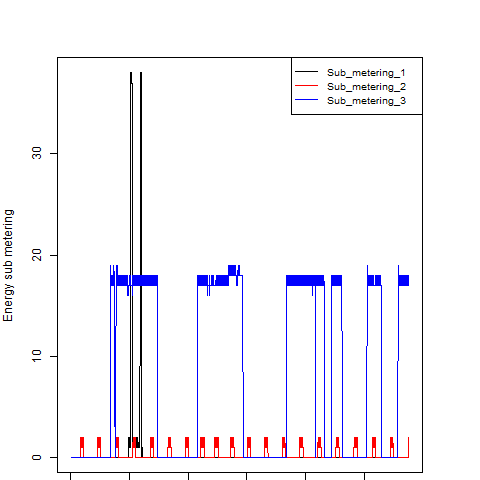 Sub_metering_1
Sub_metering_2
Sub_metering_3
Energy sub metering
30
20
10
0